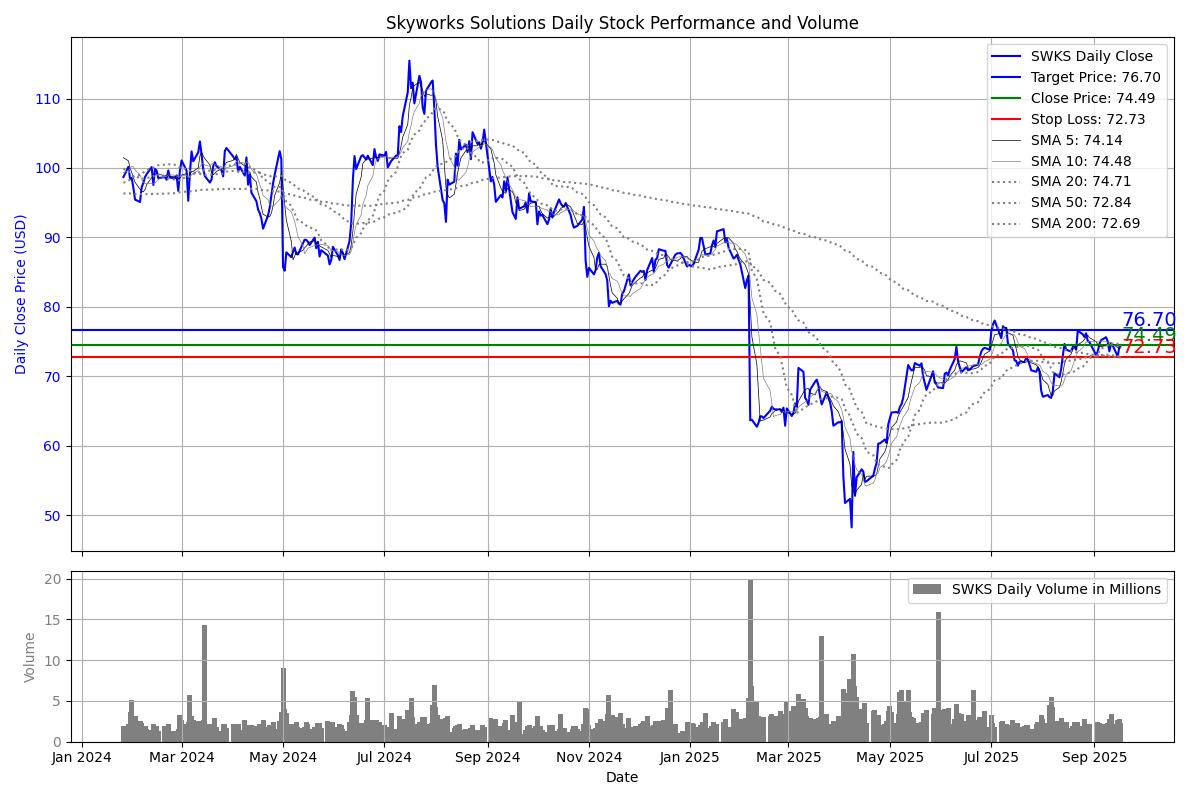 Skyworks Solutions Daily Stock Performance and Volume
Daily Close Price (USD)
110
100
90
80
70
60
50
SWKS Daily Close
Target Price: 76.70
Close Price: 74.49
Stop Loss: 72.73
SMA 5: 74.14
SMA 10: 74.48
SMA 20: 74.71
SMA 50: 72.84
SMA 200: 72.69
76.70
74.49
72.73
Volume
20
15
10
5
0
SWKS Daily Volume in Millions
Jan 2024 Mar 2024 May 2024 Jul 2024 Sep 2024 Nov 2024 Jan 2025 Mar 2025 May 2025 Jul 2025 Sep 2025
Date